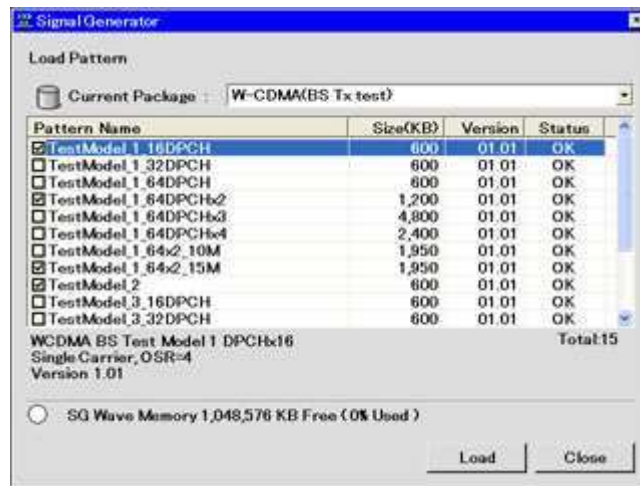 Signal Generator
Load Pattern
Current Package : W-CDMA(BS Tx test)
Pattern Name Size(KB) Version Status
TestModel_1_16DPCH 600 01.01 OK
TestModel_1_32DPCH 600 01.01 OK
TestModel_1_64DPCH 600 01.01 OK
TestModel_1_64DPCHx2 1,200 01.01 OK
TestModel_1_64DPCHx3 4,800 01.01 OK
TestModel_1_64DPCHx4 2,400 01.01 OK
TestModel_1_64x2_10M 1,950 01.01 OK
TestModel_1_64x2_15M 1,950 01.01 OK
TestModel_2 600 01.01 OK
TestModel_3_16DPCH 600 01.01 OK
TestModel_3_32DPCH 600 01.01 OK
WCDMA BS Test Model 1 DPCHx16 Total:15
Single Carrier, OSR=4
Version 1.01
SG Wave Memory 1,048,576 KB Free ( 0% Used )
Load Close